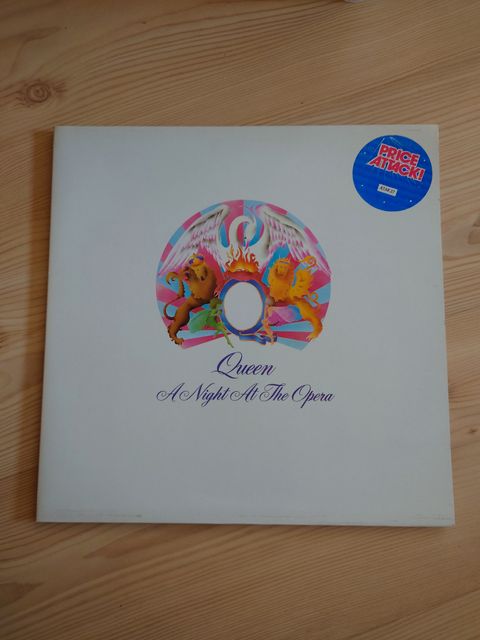 PRICE
ATTACK!
Queen
A Night At The Opera